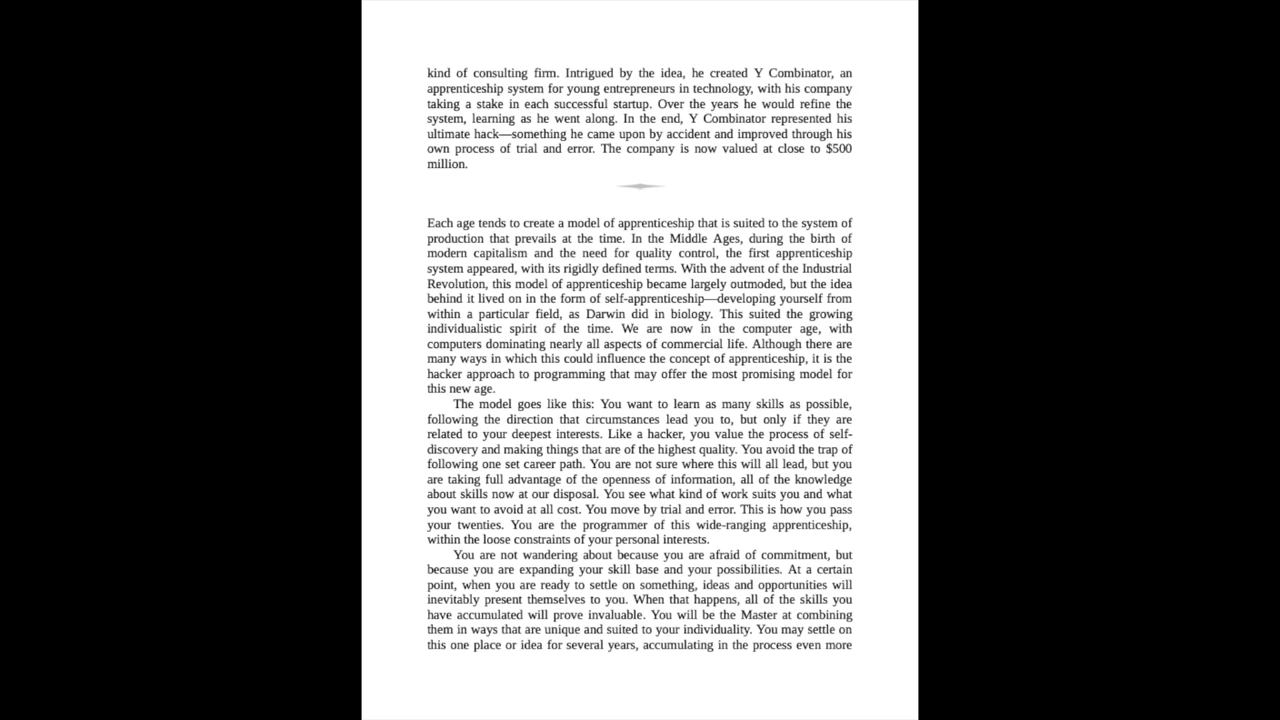 kind of consulting firm. Intrigued by the idea, he created Y Combinator, an
apprenticeship system for young entrepreneurs in technology, with his company
taking a stake in each successful startup. Over the years he would refine the
system, learning as he went along. In the end, Y Combinator represented his
ultimate hack—something he came upon by accident and improved through his
own process of trial and error. The company is now valued at close to $500
million.
Each age tends to create a model of apprenticeship that is suited to the system of
production that prevails at the time. In the Middle Ages, during the birth of
modern capitalism and the need for quality control, the first apprenticeship
system appeared, with its rigidly defined terms. With the advent of the Industrial
Revolution, this model of apprenticeship became largely outmoded, but the idea
behind it lived on in the form of self-apprenticeship—developing yourself from
within a particular field, as Darwin did in biology. This suited the growing
individualistic spirit of the time. We are now in the computer age, with
computers dominating nearly all aspects of commercial life. Although there are
many ways in which this could influence the concept of apprenticeship, it is the
hacker approach to programming that may offer the most promising model for
this new age.
The model goes like this: You want to learn as many skills as possible,
following the direction that circumstances lead you to, but only if they are
related to your deepest interests. Like a hacker, you value the process of self-
discovery and making things that are of the highest quality. You avoid the trap of
following one set career path. You are not sure where this will all lead, but you
are taking full advantage of the openness of information, all of the knowledge
about skills now at our disposal. You see what kind of work suits you and what
you want to avoid at all cost. You move by trial and error. This is how you pass
your twenties. You are the programmer of this wide-ranging apprenticeship,
within the loose constraints of your personal interests.
You are not wandering about because you are afraid of commitment, but
because you are expanding your skill base and your possibilities. At a certain
point, when you are ready to settle on something, ideas and opportunities will
inevitably present themselves to you. When that happens, all of the skills you
have accumulated will prove invaluable. You will be the Master at combining
them in ways that are unique and suited to your individuality. You may settle on
this one place or idea for several years, accumulating in the process even more